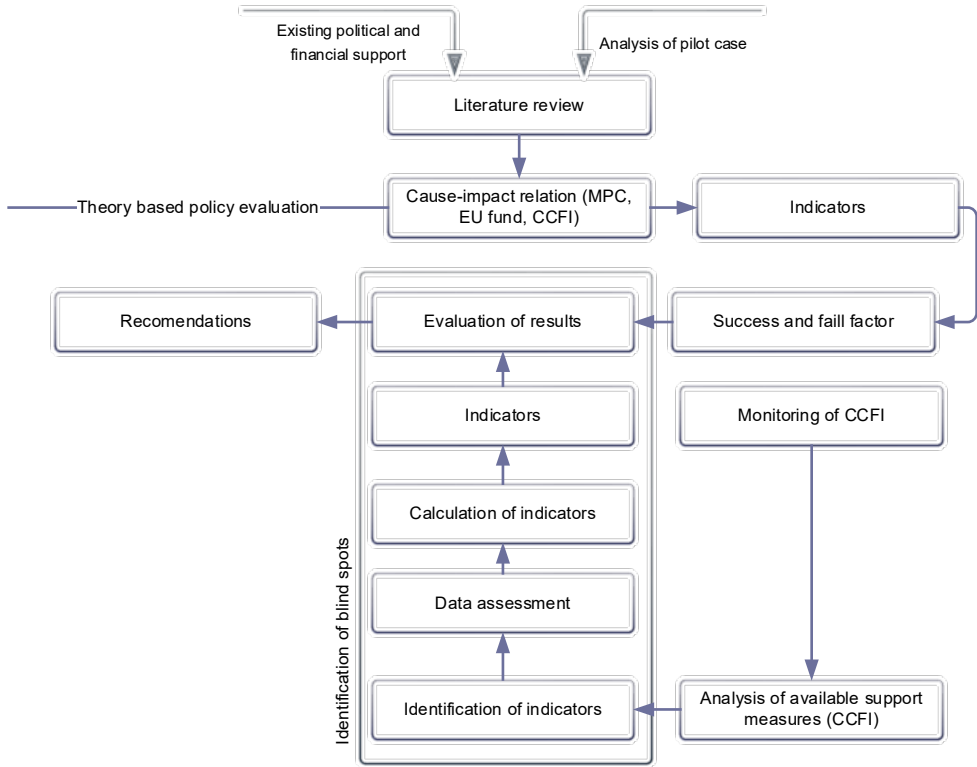 Existing political and
financial support
Analysis of pilot case
Literature review
Theory based policy evaluation
Cause-impact relation (MPC,
EU fund, CCFI)
Indicators
Recomendations
Evaluation of results
Success and faill factor
Indicators
Monitoring of CCFI
Calculation of indicators
Data assessment
Identification of blind spots
Identification of indicators
Analysis of available support
measures (CCFI)